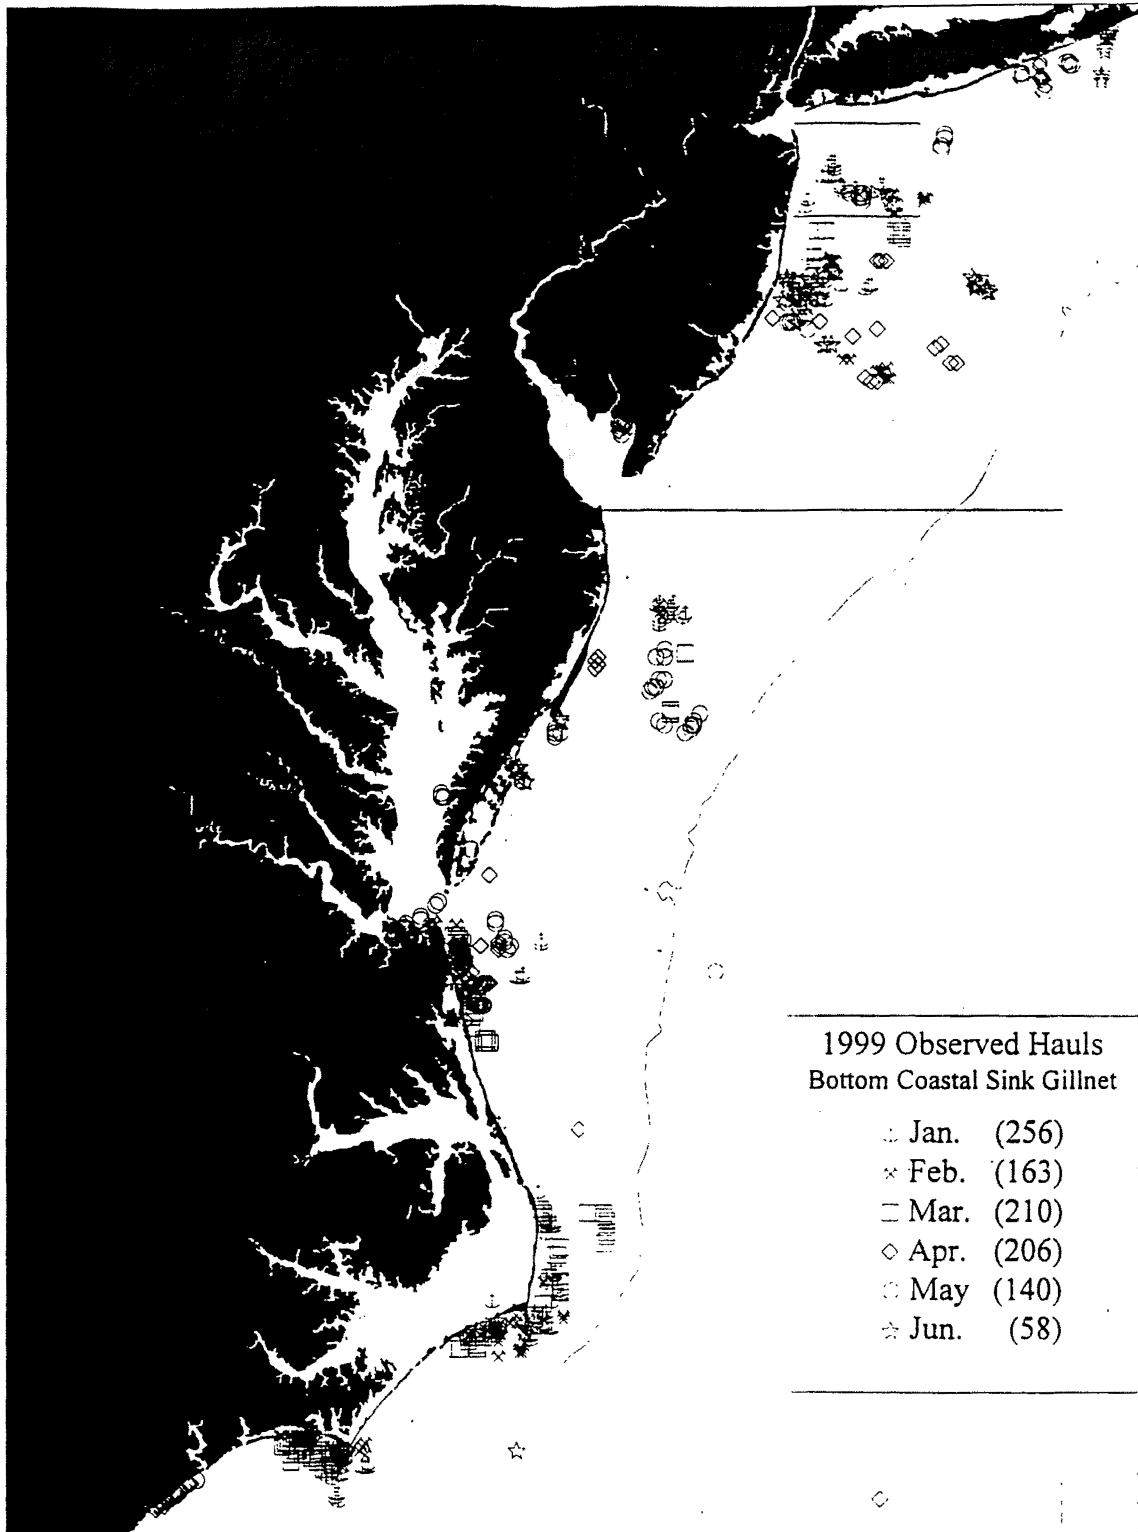 1999 Observed Hauls
Bottom Coastal Sink Gillnet
Jan. (256)
Feb. (163)
Mar. (210)
Apr. (206)
May (140)
Jun. (58)